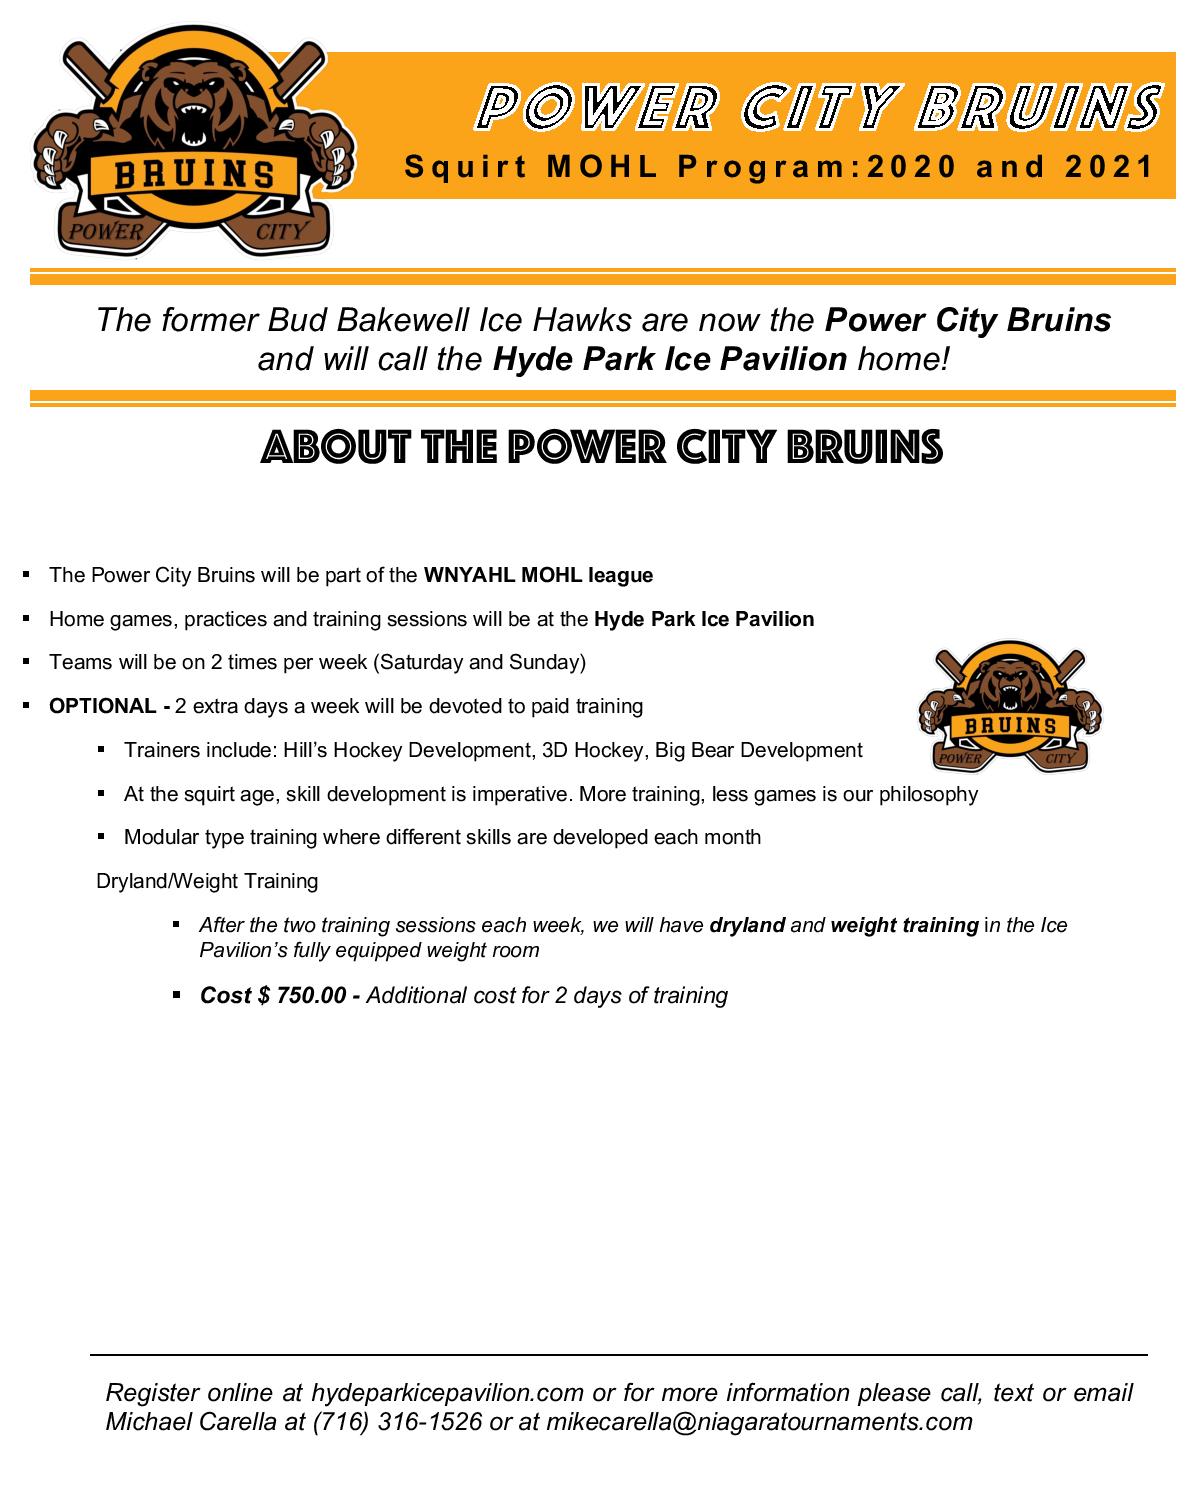 BRUINS
POWER CITY
POWER CITY BRUINS
Squirt MOHL Program:2020 and 2021
The former Bud Bakewell Ice Hawks are now the Power City Bruins
and will call the Hyde Park Ice Pavilion home!
ABOUT THE POWER CITY BRUINS
▪ The Power City Bruins will be part of the WNYAHL MOHL league
▪ Home games, practices and training sessions will be at the Hyde Park Ice Pavilion
▪ Teams will be on 2 times per week (Saturday and Sunday)
▪ OPTIONAL - 2 extra days a week will be devoted to paid training
BRUINS
POWER CITY
▪ Trainers include: Hill’s Hockey Development, 3D Hockey, Big Bear Development
▪ At the squirt age, skill development is imperative. More training, less games is our philosophy
▪ Modular type training where different skills are developed each month
Dryland/Weight Training
▪ After the two training sessions each week, we will have dryland and weight training in the Ice
Pavilion’s fully equipped weight room
▪ Cost $ 750.00 - Additional cost for 2 days of training
Register online at hydeparkicepavilion.com or for more information please call, text or email
Michael Carella at (716) 316-1526 or at mikecarella@niagaratournaments.com